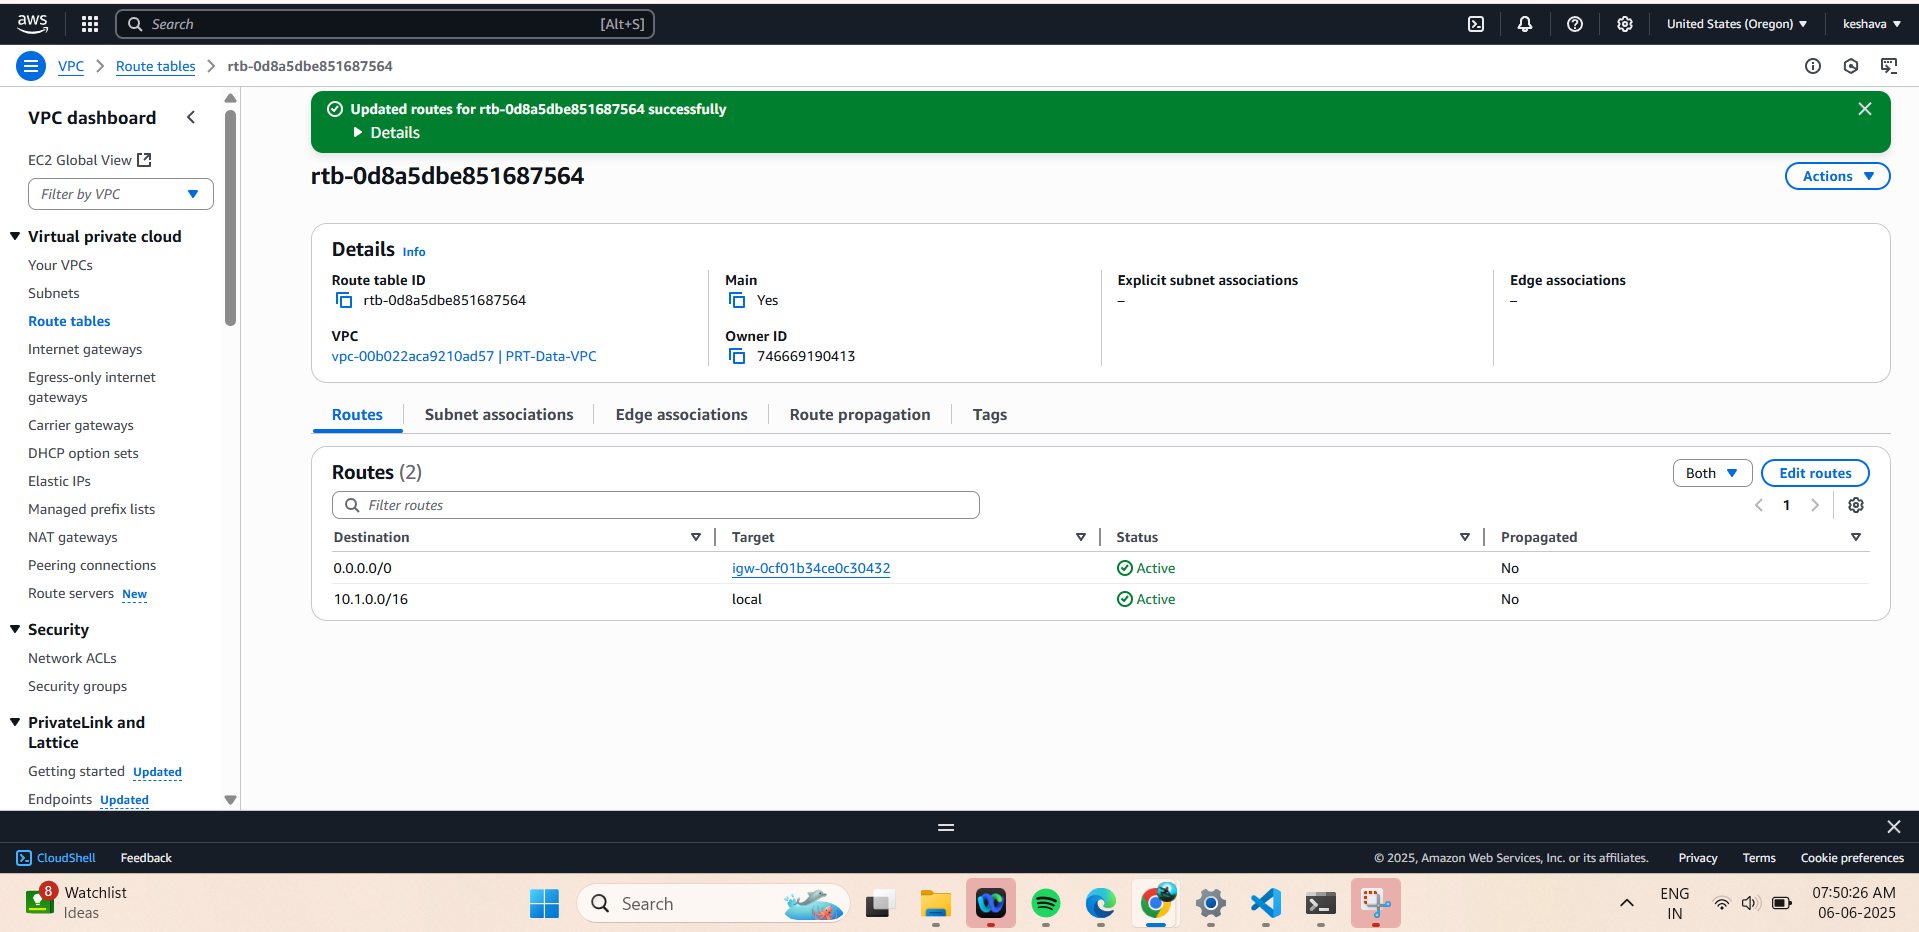 aws
Search [Alt+S]
United States (Oregon)
keshava
VPC
Route tables
rtb-0d8a5dbe851687564
VPC dashboard
EC2 Global View
Filter by VPC
Virtual private cloud
Your VPCs
Subnets
Route tables
Internet gateways
Egress-only internet
gateways
Carrier gateways
DHCP option sets
Elastic IPs
Managed prefix lists
NAT gateways
Peering connections
Route servers New
Security
Network ACLs
Security groups
PrivateLink and
Lattice
Getting started Updated
Endpoints Updated
Updated routes for rtb-0d8a5dbe851687564 successfully
Details
rtb-0d8a5dbe851687564
Actions
Details Info
Route table ID
rtb-0d8a5dbe851687564
VPC
vpc-00b022aca9210ad57 | PRT-Data-VPC
Main
Yes
Owner ID
746669190413
Explicit subnet associations
–
Edge associations
–
Routes
Subnet associations
Edge associations
Route propagation
Tags
Routes (2)
Both
Edit routes
Filter routes
1
Destination Target Status Propagated
0.0.0.0/0 igw-0cf01b34ce0c30432 Active No
10.1.0.0/16 local Active No
CloudShell Feedback
© 2025, Amazon Web Services, Inc. or its affiliates. Privacy Terms Cookie preferences
8
Watchlist
Ideas
Search
ENG
IN
07:50:26 AM
06-06-2025